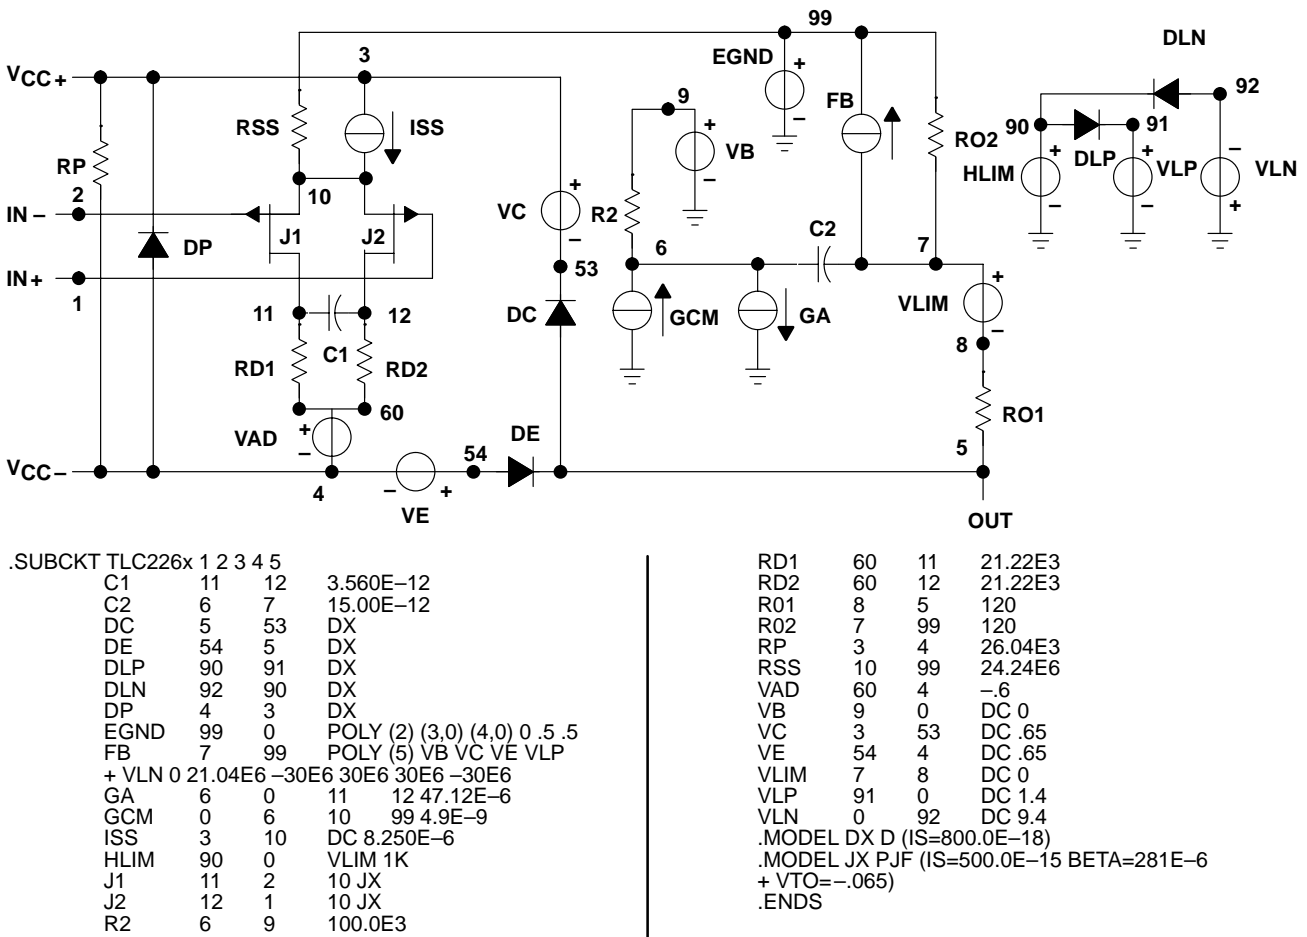 99
DLN
3
EGND
+
VCC+
92
9
FB
RSS
ISS
+
90
91
–
RO2
VB
+
+
RP
HLIM
DLP
VLP
VLN
–
–
–
+
10
2
+
IN –
VC
R2
C2
–
J1
J2
6
7
DP
IN+
53
+
1
VLIM
DC
GCM
GA
–
11
12
8
C1
RD1
RD2
RO1
60
+
VAD
DE
–
54
5
VCC–
4
–
+
VE
OUT
.SUBCKT TLC226x 1 2 3 4 5
C1 11 12 3.560E–12
C2 6 7 15.00E–12
DC 5 53 DX
DE 54 5 DX
DLP 90 91 DX
DLN 92 90 DX
DP 4 3 DX
EGND 99 0 POLY (2) (3,0) (4,0) 0 .5 .5
FB 7 99 POLY (5) VB VC VE VLP
+ VLN 0 21.04E6 –30E6 30E6 30E6 –30E6
GA 6 0 11 12 47.12E–6
GCM 0 6 10 99 4.9E–9
ISS 3 10 DC 8.250E–6
HLIM 90 0 VLIM 1K
J1 11 2 10 JX
J2 12 1 10 JX
R2 6 9 100.0E3
RD1 60 11 21.22E3
RD2 60 12 21.22E3
R01 8 5 120
R02 7 99 120
RP 3 4 26.04E3
RSS 10 99 24.24E6
VAD 60 4 –.6
VB 9 0 DC 0
VC 3 53 DC .65
VE 54 4 DC .65
VLIM 7 8 DC 0
VLP 91 0 DC 1.4
VLN 0 92 DC 9.4
.MODEL DX D (IS=800.0E–18)
.MODEL JX PJF (IS=500.0E–15 BETA=281E–6
+ VTO=–.065)
.ENDS